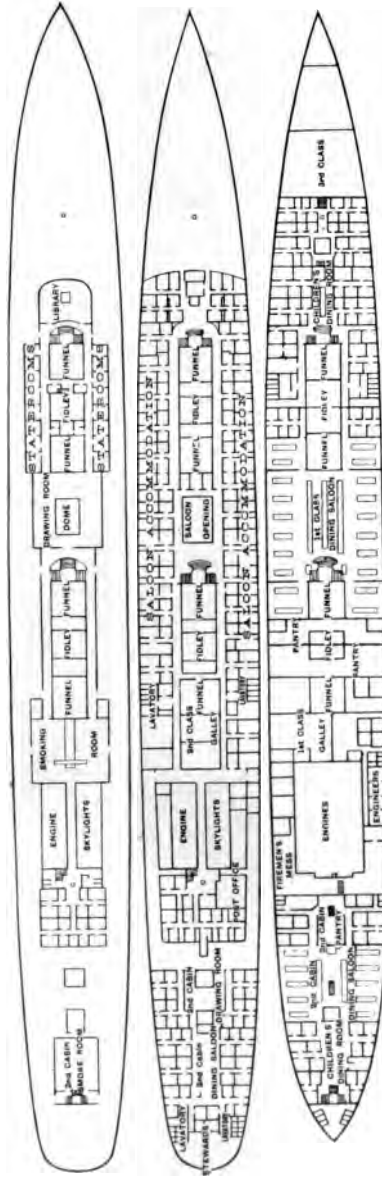 LIBRARY
STATEROOMS
FUNNEL
FIDLEY
FUNNEL
STATEROOMS
DRAWING ROOM
DOME
FUNNEL
FIDLEY
FUNNEL
SMOKING
ROOM
ENGINE
SKYLIGHTS
2ND CABIN
SMOKE ROOM
FUNNEL
FIDLEY
FUNNEL
SALOON ACCOMMODATION
SALOON
OPENING
SALOON ACCOMMODATION
FUNNEL
FIDLEY
FUNNEL
LAVATORY
LAVATORY
2ND CLASS
GALLEY
ENGINE
SKYLIGHTS
POST OFFICE
2ND CABIN
DRAWING ROOM
2ND CABIN
DINING SALOON
LAVATORY
STEWARDS
LAVATORY
3RD CLASS
CHILDREN'S
DINING ROOM
FUNNEL
FIDLEY
FUNNEL
1ST CLASS
DINING SALOON
FUNNEL
PANTRY
FIDLEY
PANTRY
FUNNEL
1ST CLASS
GALLEY
ENGINES
ENGINEERS
FIREMEN'S
MESS
2ND CABIN
PANTRY
2ND CABIN
DINING SALOON
CHILDREN'S
DINING ROOM